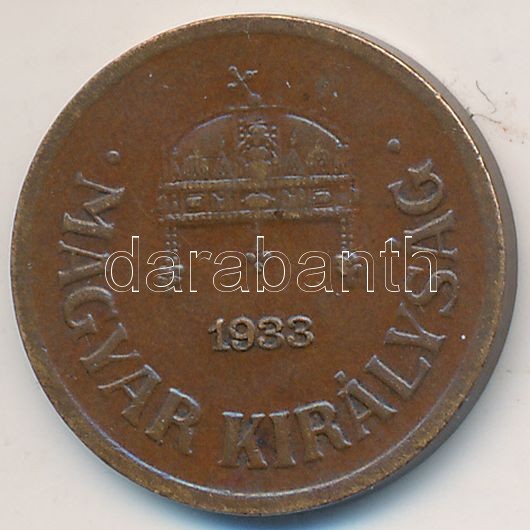 darabanth
1933
· MAGYAR KIRÁLYSÁG ·